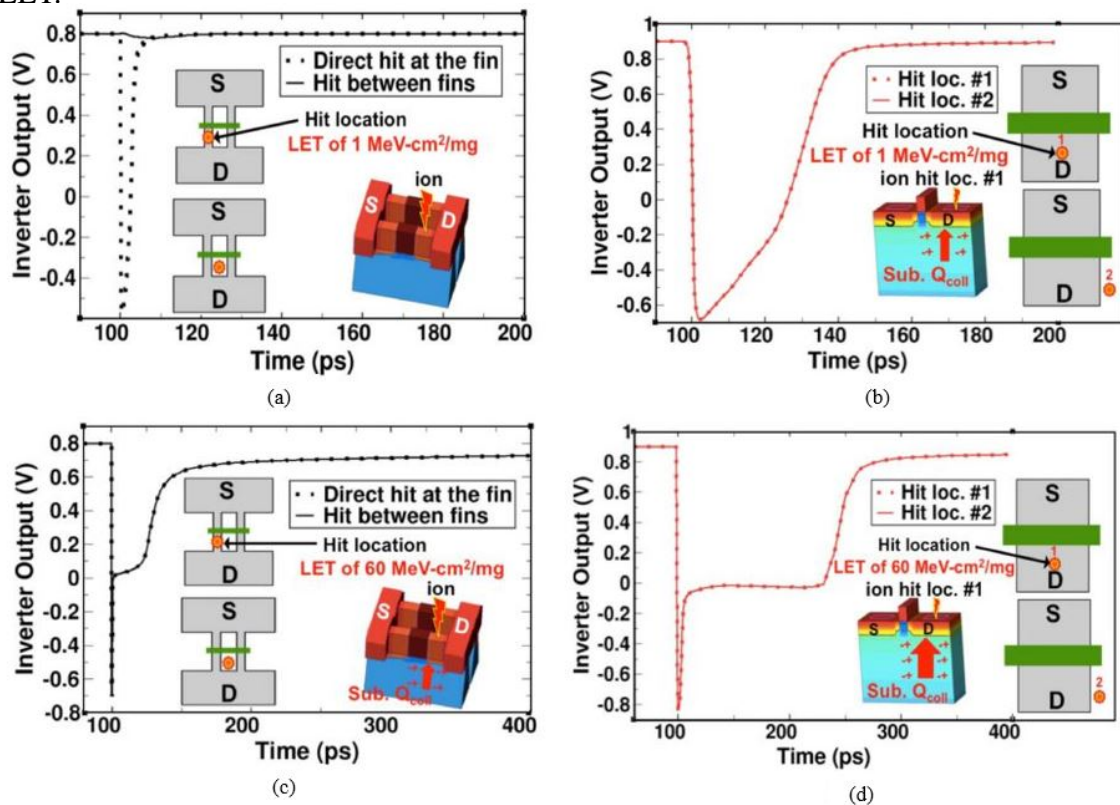 LET.
Inverter Output (V)
0.8
0.6
0.4
0.2
0
-0.2
-0.4
100 120 140 160 180 200
Time (ps)
Direct hit at the fin
Hit between fins
S
Hit location
LET of 1 MeV-cm²/mg
D
S
D
ion
S
D
(a)
Inverter Output (V)
1
0.8
0.6
0.4
0.2
0
-0.2
-0.4
-0.6
100 120 140 160 180 200
Time (ps)
Hit loc. #1
Hit loc. #2
Hit location
LET of 1 MeV-cm²/mg
ion hit loc. #1
S D
Sub. Qcoll
S
1
D
S
D
2
(b)
Inverter Output (V)
0.8
0.6
0.4
0.2
0
-0.2
-0.4
-0.6
-0.8
100 200 300 400
Time (ps)
Direct hit at the fin
Hit between fins
S
Hit location
LET of 60 MeV-cm²/mg
D
S
D
ion
S
D
Sub. Qcoll
(c)
Inverter Output (V)
1
0.8
0.6
0.4
0.2
0
-0.2
-0.4
-0.6
-0.8
100 200 300 400
Time (ps)
Hit loc. #1
Hit loc. #2
Hit location
LET of 60 MeV-cm²/mg
ion hit loc. #1
S D
Sub. Qcoll
S
1
D
S
D
2
(d)